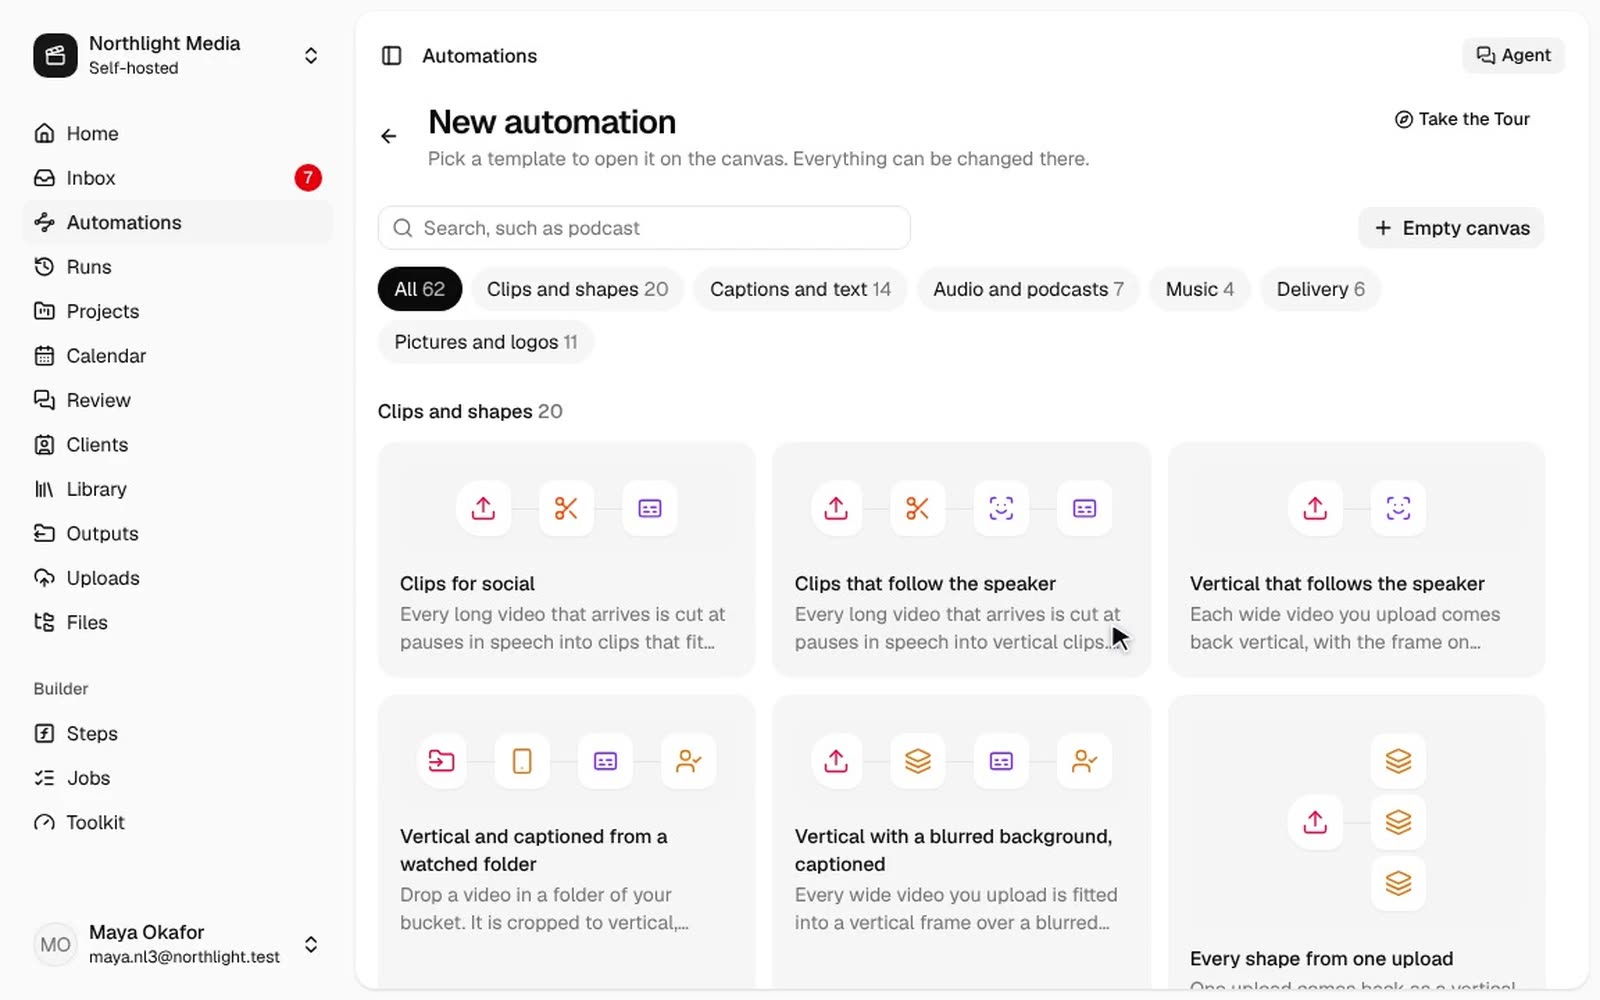 Northlight Media
Self-hosted
Home
Inbox
7
Automations
Runs
Projects
Calendar
Review
Clients
Library
Outputs
Uploads
Files
Builder
Steps
Jobs
Toolkit
MO
Maya Okafor
maya.nl3@northlight.test
Automations
Agent
New automation
Pick a template to open it on the canvas. Everything can be changed there.
Take the Tour
Search, such as podcast
Empty canvas
All 62
Clips and shapes 20
Captions and text 14
Audio and podcasts 7
Music 4
Delivery 6
Pictures and logos 11
Clips and shapes 20
Clips for social
Every long video that arrives is cut at
pauses in speech into clips that fit...
Clips that follow the speaker
Every long video that arrives is cut at
pauses in speech into vertical clips...
Vertical that follows the speaker
Each wide video you upload comes
back vertical, with the frame on...
Vertical and captioned from a
watched folder
Drop a video in a folder of your
bucket. It is cropped to vertical,...
Vertical with a blurred background,
captioned
Every wide video you upload is fitted
into a vertical frame over a blurred...
Every shape from one upload
One upload comes back as a vertical